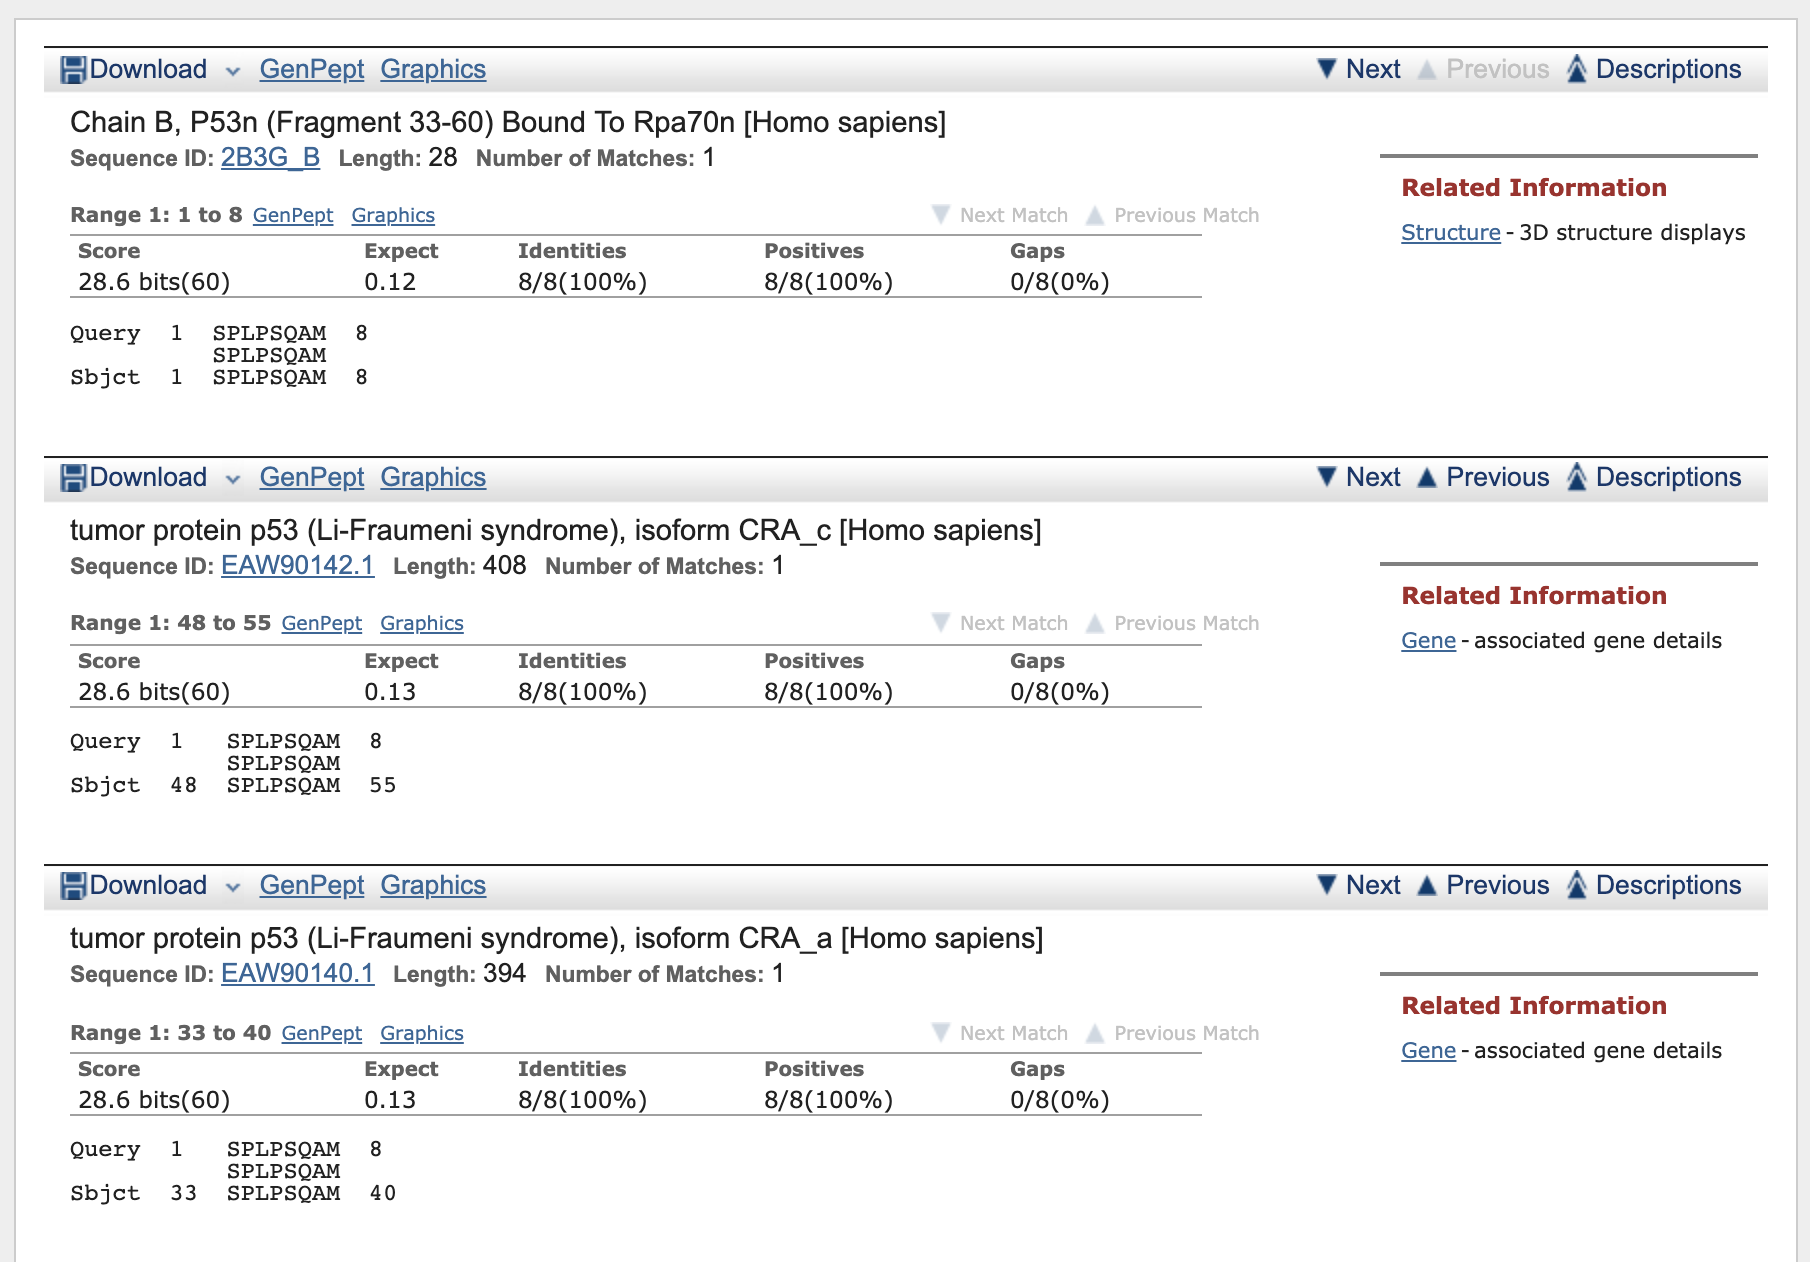 Download GenPept Graphics Next Previous Descriptions
Chain B, P53n (Fragment 33-60) Bound To Rpa70n [Homo sapiens]
Sequence ID: 2B3G_B Length: 28 Number of Matches: 1
Related Information
Structure - 3D structure displays
Range 1: 1 to 8 GenPept Graphics Next Match Previous Match
Score Expect Identities Positives Gaps
28.6 bits(60) 0.12 8/8(100%) 8/8(100%) 0/8(0%)
Query 1 SPLPSQAM 8
SPLPSQAM
Sbjct 1 SPLPSQAM 8
Download GenPept Graphics Next Previous Descriptions
tumor protein p53 (Li-Fraumeni syndrome), isoform CRA_c [Homo sapiens]
Sequence ID: EAW90142.1 Length: 408 Number of Matches: 1
Related Information
Gene - associated gene details
Range 1: 48 to 55 GenPept Graphics Next Match Previous Match
Score Expect Identities Positives Gaps
28.6 bits(60) 0.13 8/8(100%) 8/8(100%) 0/8(0%)
Query 1 SPLPSQAM 8
SPLPSQAM
Sbjct 48 SPLPSQAM 55
Download GenPept Graphics Next Previous Descriptions
tumor protein p53 (Li-Fraumeni syndrome), isoform CRA_a [Homo sapiens]
Sequence ID: EAW90140.1 Length: 394 Number of Matches: 1
Related Information
Gene - associated gene details
Range 1: 33 to 40 GenPept Graphics Next Match Previous Match
Score Expect Identities Positives Gaps
28.6 bits(60) 0.13 8/8(100%) 8/8(100%) 0/8(0%)
Query 1 SPLPSQAM 8
SPLPSQAM
Sbjct 33 SPLPSQAM 40